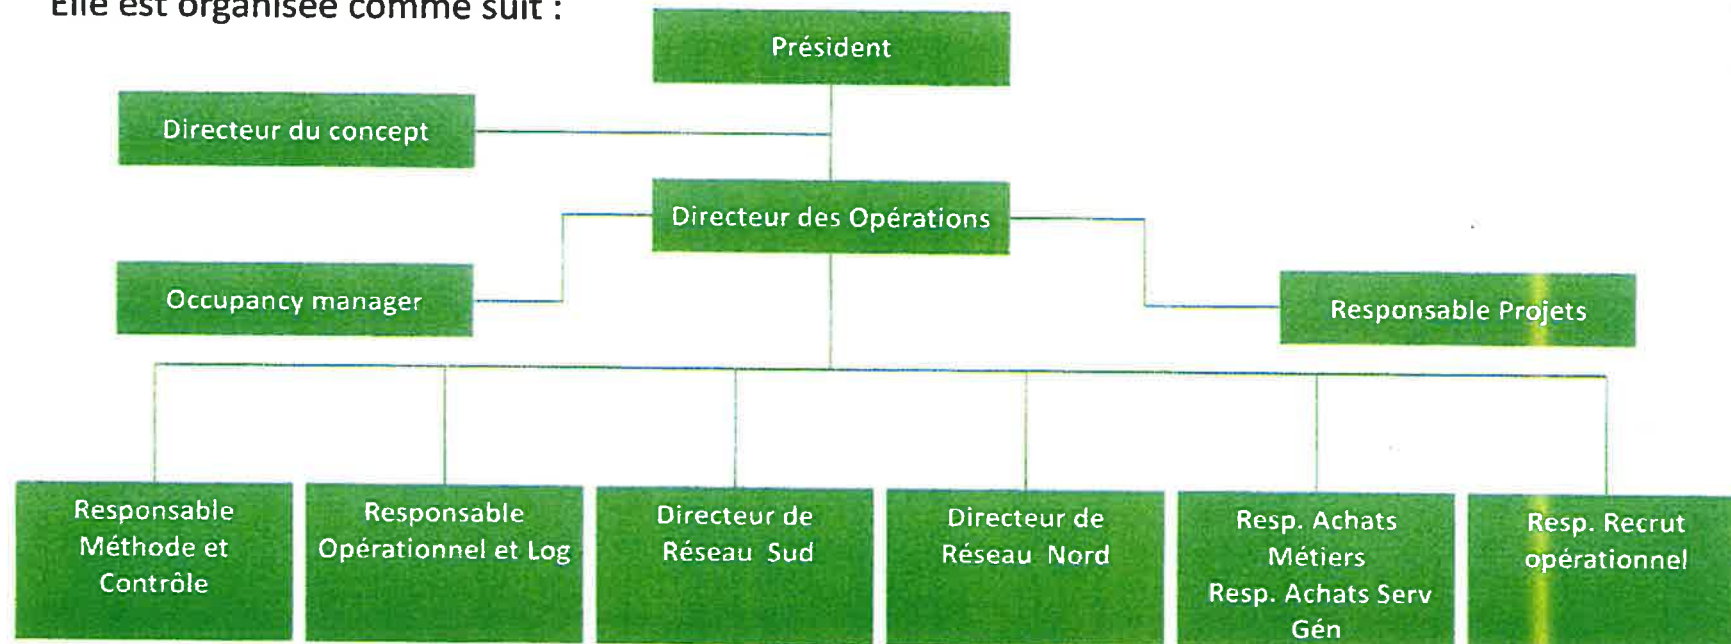 Elle est organisée comme suit :
Président
Directeur du concept
Directeur des Opérations
Occupancy manager
Responsable Projets
Responsable
Méthode et
Contrôle
Responsable
Opérationnel et Log
Directeur de
Réseau Sud
Directeur de
Réseau Nord
Resp. Achats
Métiers
Resp. Achats Serv
Gén
Resp. Recrut
opérationnel